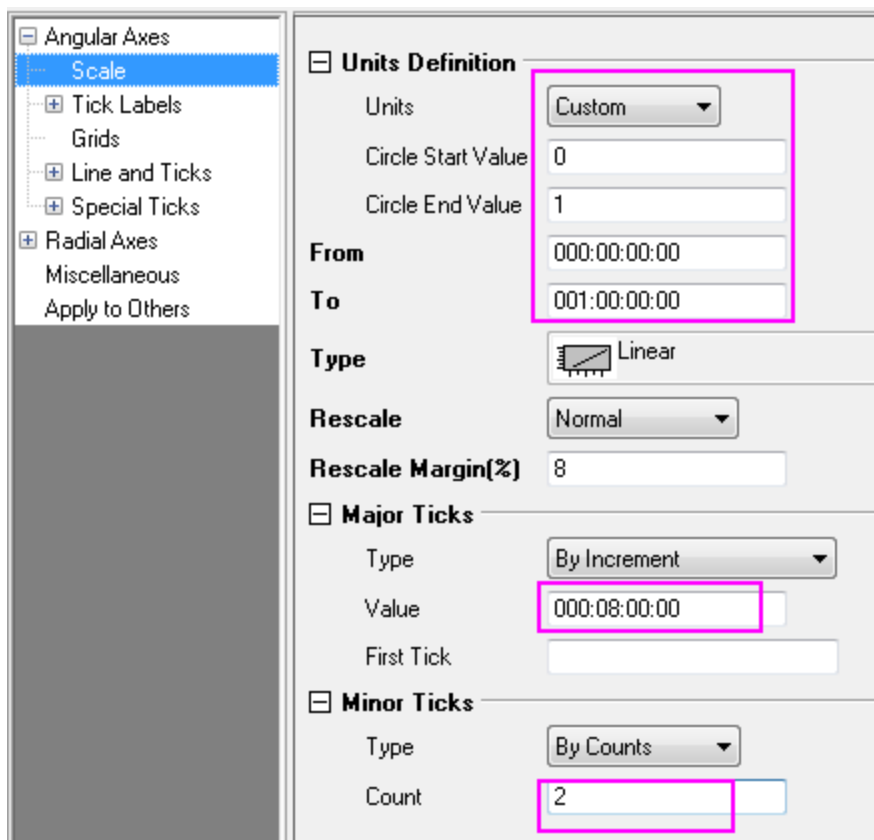 Angular Axes
Scale
Tick Labels
Grids
Line and Ticks
Special Ticks
Radial Axes
Miscellaneous
Apply to Others
Units Definition
Units Custom
Circle Start Value 0
Circle End Value 1
From 000:00:00:00
To 001:00:00:00
Type Linear
Rescale Normal
Rescale Margin(%) 8
Major Ticks
Type By Increment
Value 000:08:00:00
First Tick
Minor Ticks
Type By Counts
Count 2